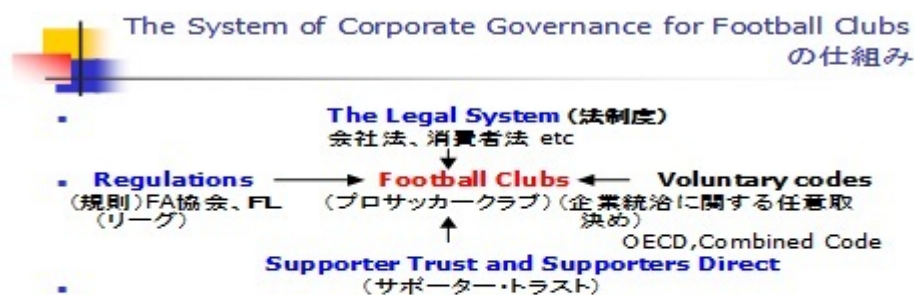 The System of Corporate Governance for Football Clubs
の仕組み
The Legal System (法制度)
会社法、消費者法 etc
Regulations Football Clubs Voluntary codes
(規則)FA協会、FL (プロサッカークラブ) (企業統治に関する任意取
(リーグ) 決め)
OECD,Combined Code
Supporter Trust and Supporters Direct
(サポーター・トラスト)